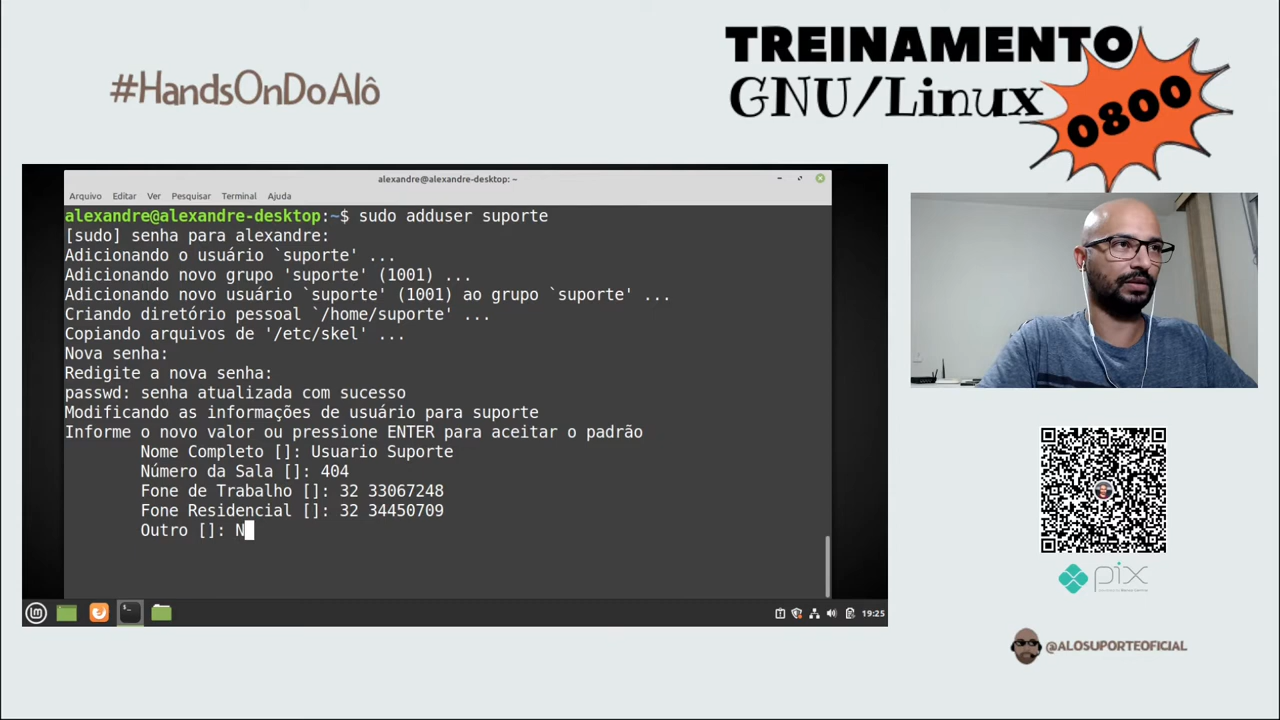 #HandsOnDoAlô
TREINAMENTO
GNU/Linux
0800
alexandre@alexandre-desktop: ~
Arquivo Editar Ver Pesquisar Terminal Ajuda
alexandre@alexandre-desktop:~$ sudo adduser suporte
[sudo] senha para alexandre:
Adicionando o usuário `suporte' ...
Adicionando novo grupo 'suporte' (1001) ...
Adicionando novo usuário `suporte' (1001) ao grupo `suporte' ...
Criando diretório pessoal `/home/suporte' ...
Copiando arquivos de '/etc/skel' ...
Nova senha:
Redigite a nova senha:
passwd: senha atualizada com sucesso
Modificando as informações de usuário para suporte
Informe o novo valor ou pressione ENTER para aceitar o padrão
Nome Completo []: Usuario Suporte
Número da Sala []: 404
Fone de Trabalho []: 32 33067248
Fone Residencial []: 32 34450709
Outro []: N
19:25
pix
@ALOSUPORTEOFICIAL